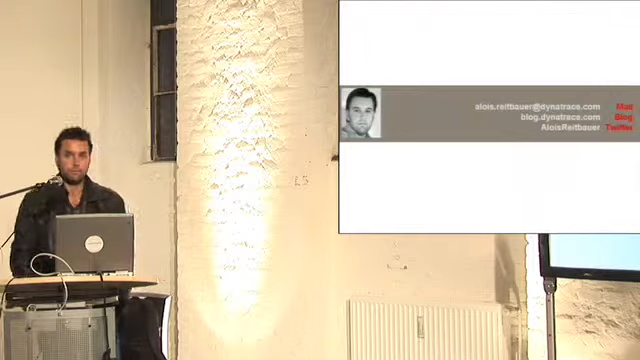 alois.reitbauer@dynatrace.com Mail
blog.dynatrace.com Blog
AloisReitbauer Twitter